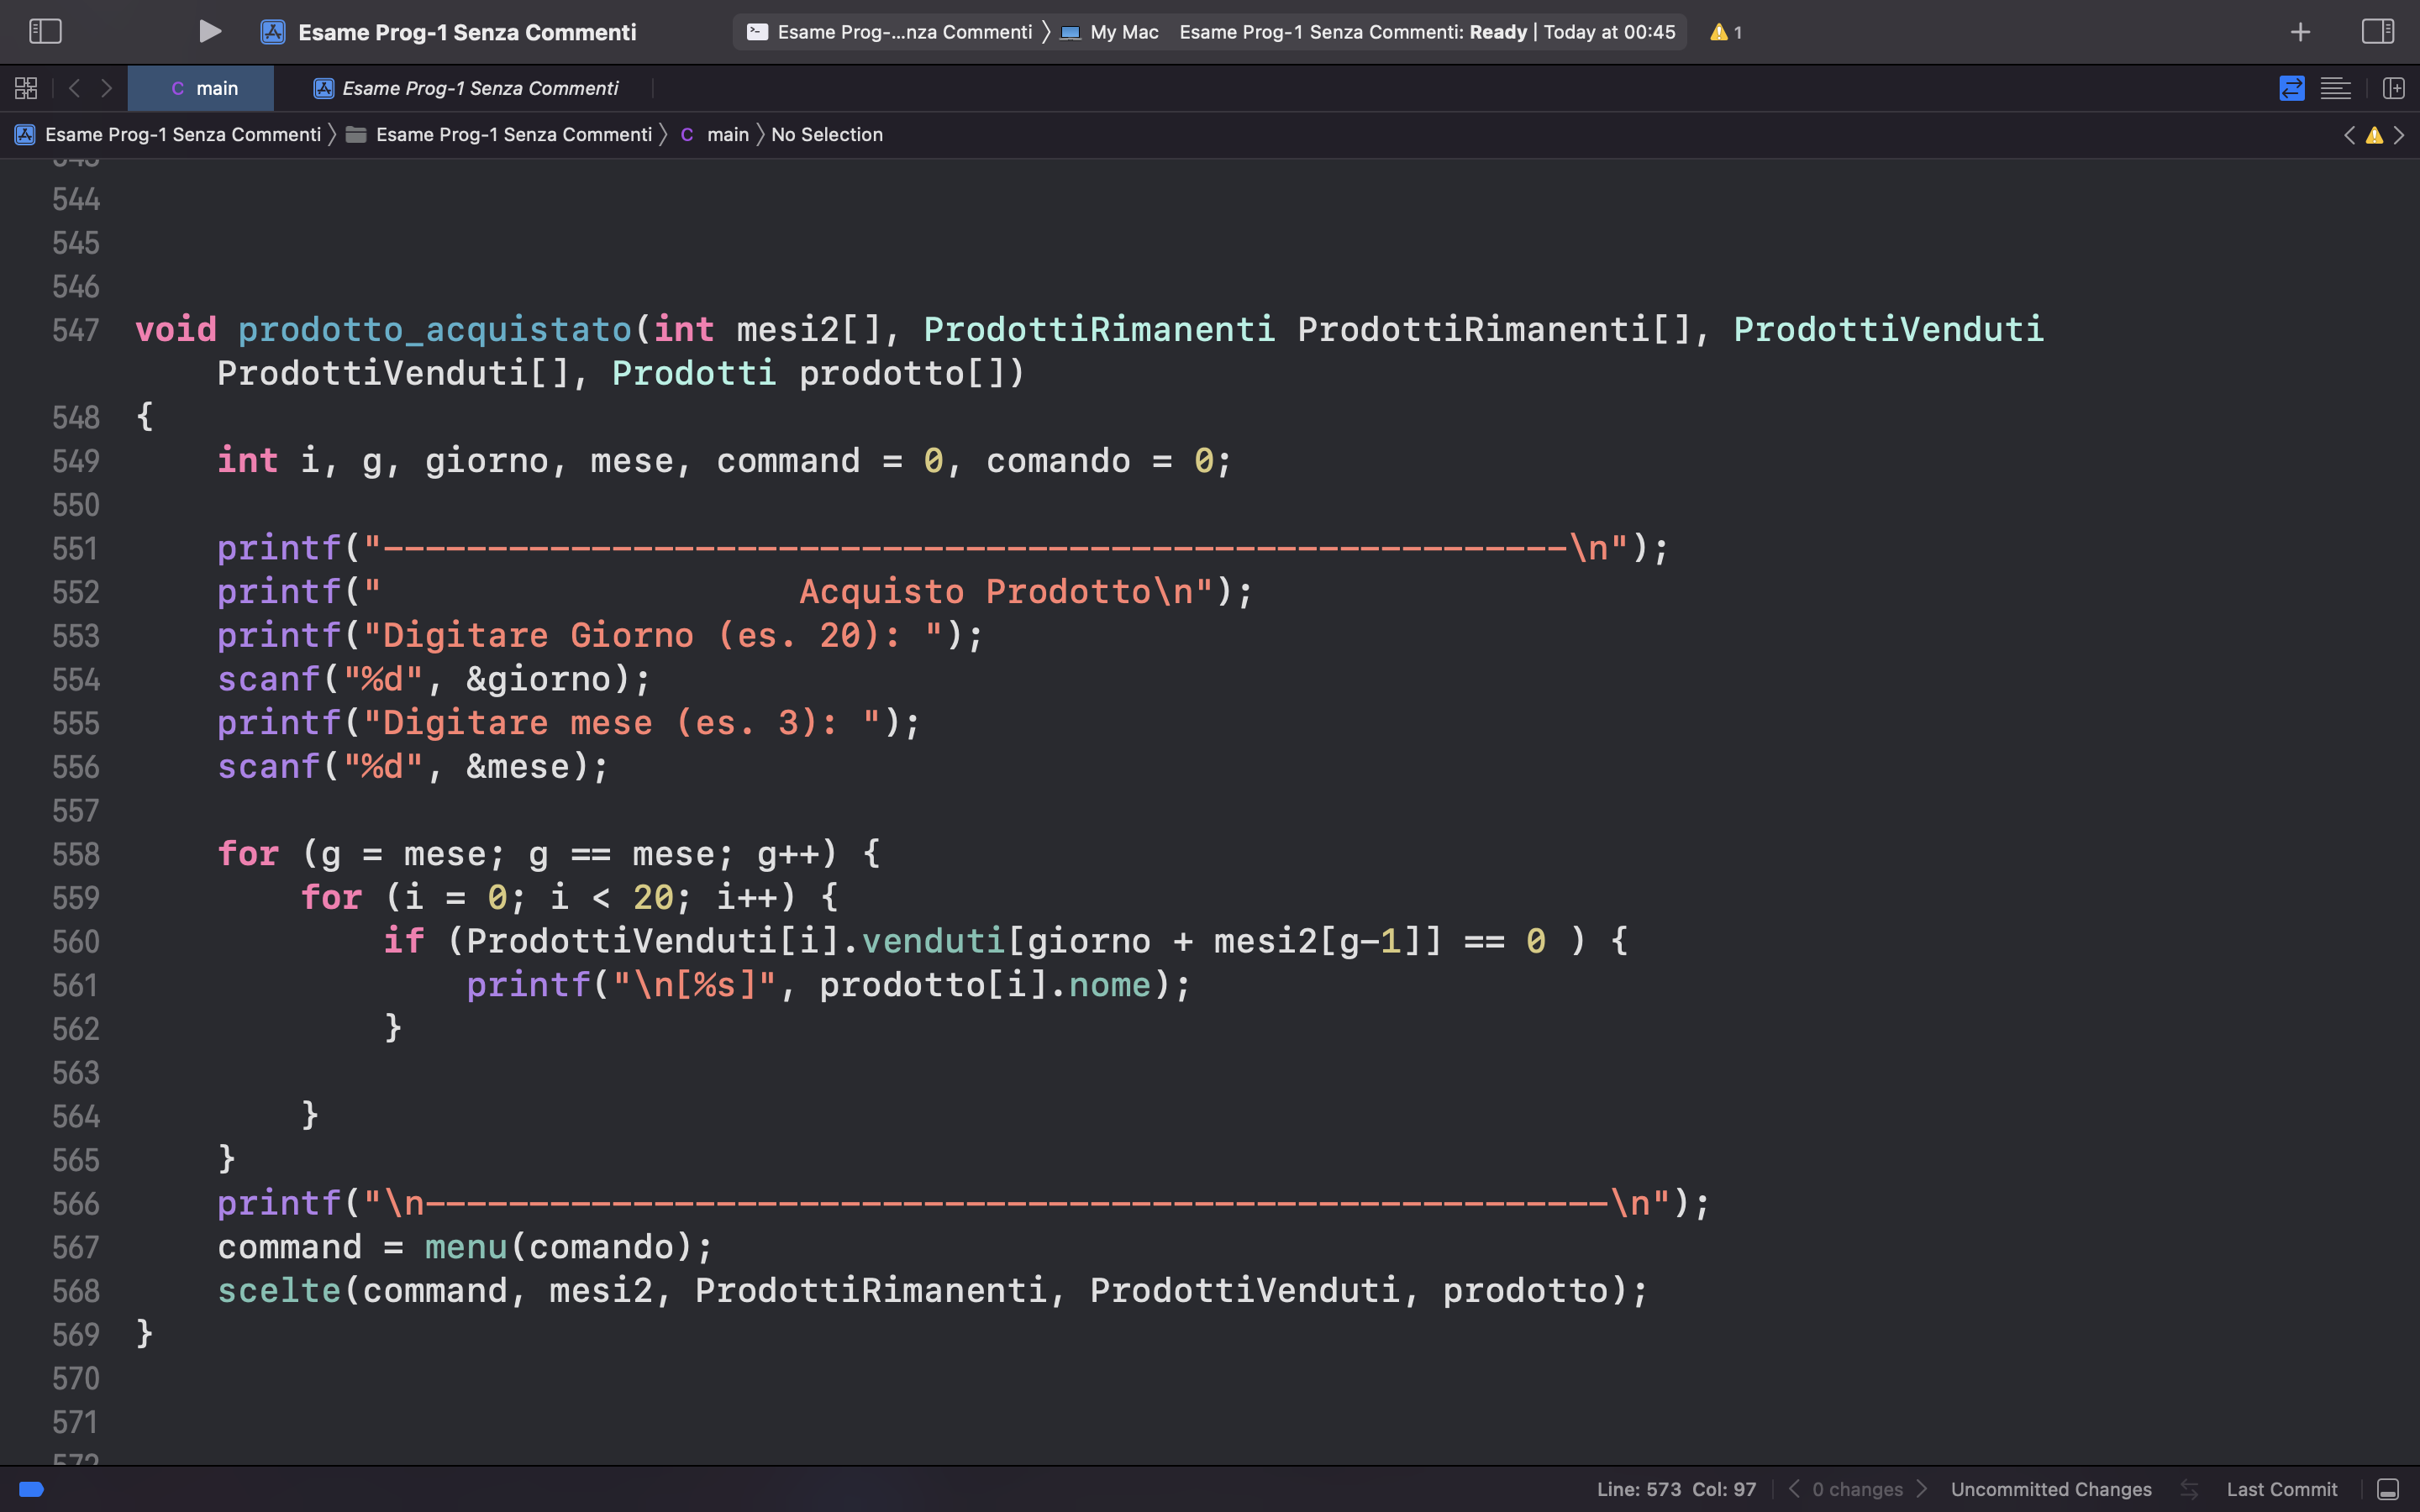 Esame Prog-1 Senza Commenti
Esame Prog-...nza Commenti 〉 My Mac Esame Prog-1 Senza Commenti: Ready | Today at 00:45 1
C main Esame Prog-1 Senza Commenti
Esame Prog-1 Senza Commenti 〉 Esame Prog-1 Senza Commenti 〉 C main 〉 No Selection
544
545
546
547 void prodotto_acquistato(int mesi2[], ProdottiRimanenti ProdottiRimanenti[], ProdottiVenduti
ProdottiVenduti[], Prodotti prodotto[])
548 {
549 int i, g, giorno, mese, command = 0, comando = 0;
550
551 printf("---------------------------------------------------------\n");
552 printf("                    Acquisto Prodotto\n");
553 printf("Digitare Giorno (es. 20): ");
554 scanf("%d", &giorno);
555 printf("Digitare mese (es. 3): ");
556 scanf("%d", &mese);
557
558 for (g = mese; g == mese; g++) {
559 for (i = 0; i < 20; i++) {
560 if (ProdottiVenduti[i].venduti[giorno + mesi2[g-1]] == 0 ) {
561 printf("\n[%s]", prodotto[i].nome);
562 }
563
564 }
565 }
566 printf("\n---------------------------------------------------------\n");
567 command = menu(comando);
568 scelte(command, mesi2, ProdottiRimanenti, ProdottiVenduti, prodotto);
569 }
570
571
Line: 573 Col: 97 0 changes Uncommitted Changes Last Commit